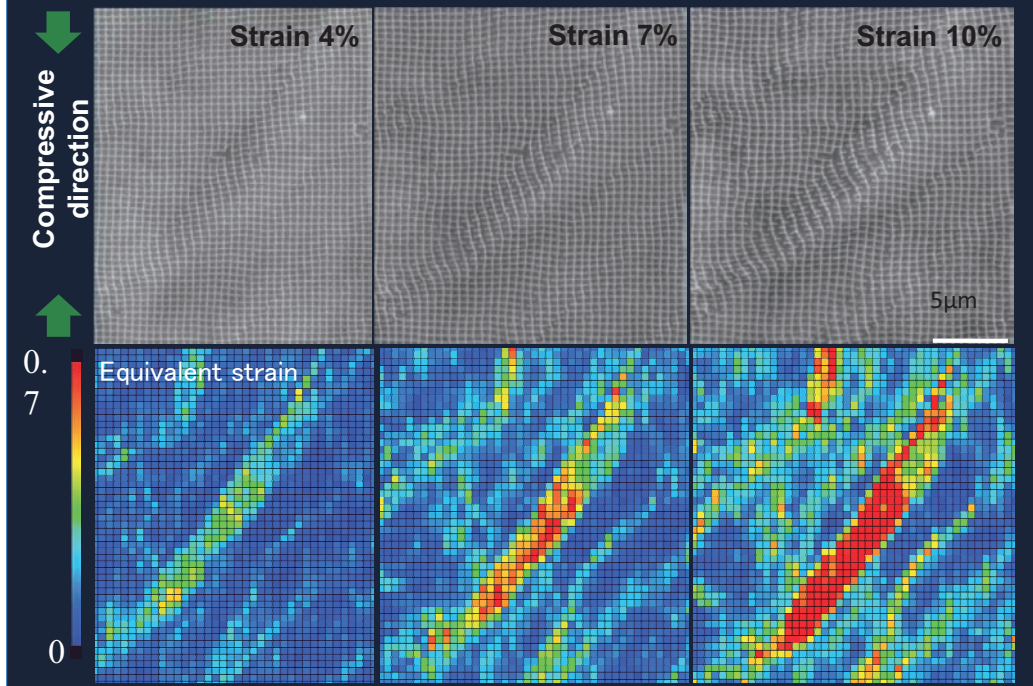 Strain 4%
Strain 7%
Strain 10%
Compressive
direction
5μm
0.
7
Equivalent strain
0